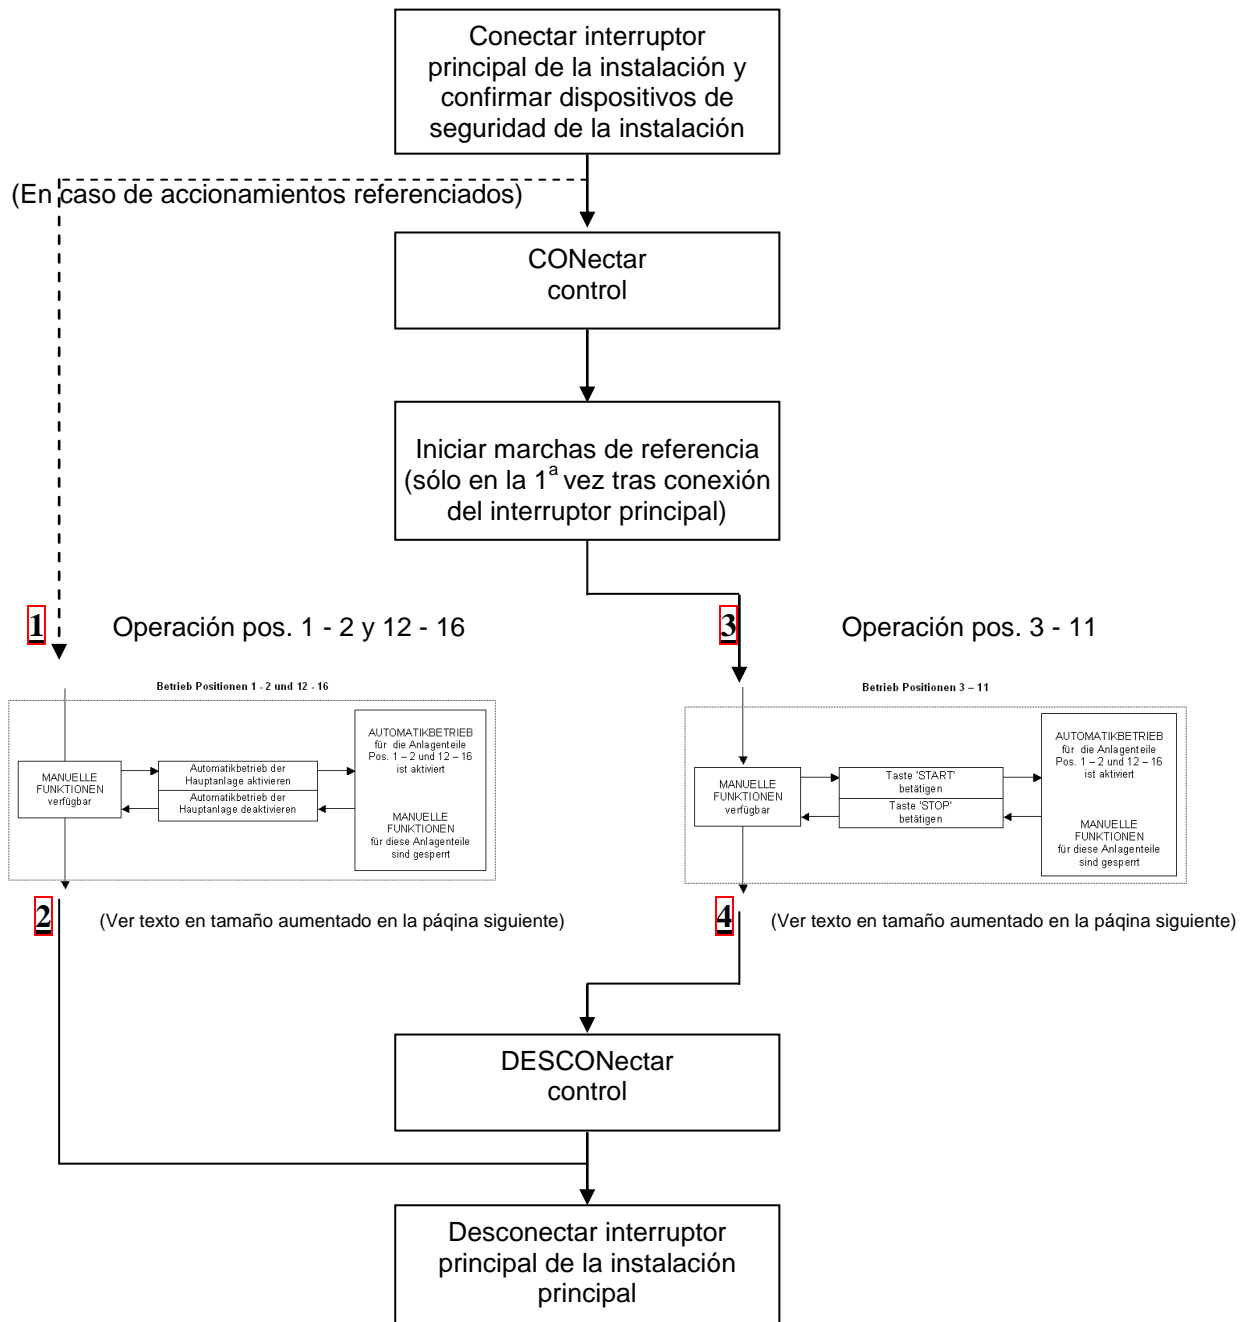 Conectar interruptor
principal de la instalación y
confirmar dispositivos de
seguridad de la instalación
(En caso de accionamientos referenciados)
CONectar
control
Iniciar marchas de referencia
(sólo en la 1ª vez tras conexión
del interruptor principal)
1
Operación pos. 1 - 2 y 12 - 16
3
Operación pos. 3 - 11
Betrieb Positionen 1 - 2 und 12 - 16
MANUELLE
FUNKTIONEN
verfügbar
Automatikbetrieb der
Hauptanlage aktivieren
Automatikbetrieb der
Hauptanlage deaktivieren
AUTOMATIKBETRIEB
für die Anlagenteile
Pos. 1 – 2 und 12 – 16
ist aktiviert
MANUELLE
FUNKTIONEN
für diese Anlagenteile
sind gesperrt
Betrieb Positionen 3 – 11
MANUELLE
FUNKTIONEN
verfügbar
Taste 'START'
betätigen
Taste 'STOP'
betätigen
AUTOMATIKBETRIEB
für die Anlagenteile
Pos. 1 – 2 und 12 – 16
ist aktiviert
MANUELLE
FUNKTIONEN
für diese Anlagenteile
sind gesperrt
2
(Ver texto en tamaño aumentado en la página siguiente)
4
(Ver texto en tamaño aumentado en la página siguiente)
DESCONectar
control
Desconectar interruptor
principal de la instalación
principal